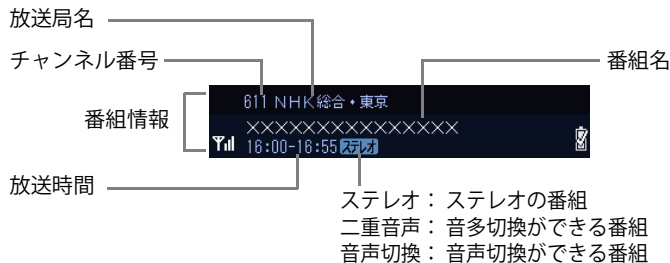 放送局名
チャンネル番号
番組名
611 NHK総合・東京
番組情報
××××××××××××××××
16:00-16:55 ステレオ
放送時間
ステレオ： ステレオの番組
二重音声： 音多切換ができる番組
音声切換： 音声切換ができる番組